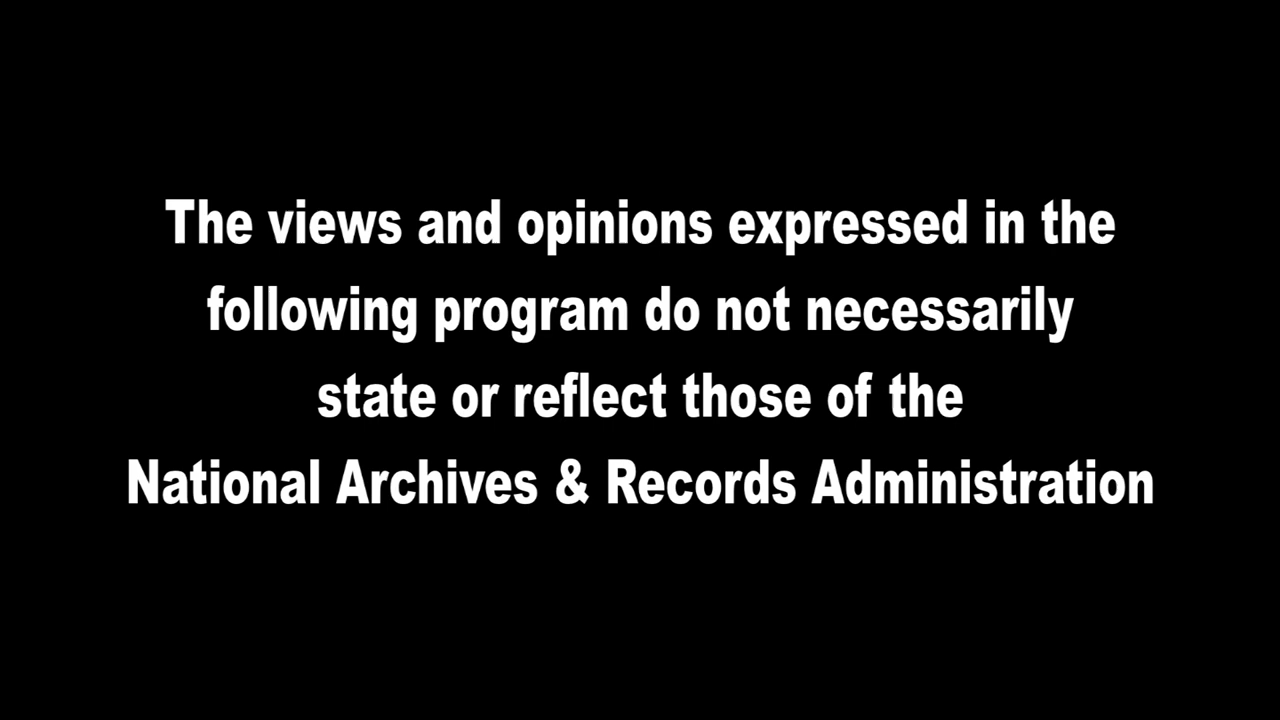 The views and opinions expressed in the
following program do not necessarily
state or reflect those of the
National Archives & Records Administration